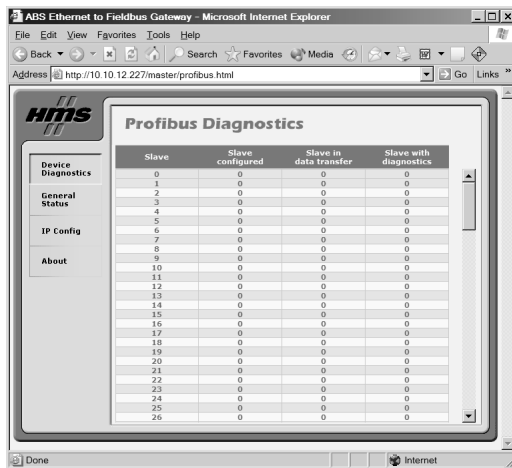 ABS Ethernet to Fieldbus Gateway - Microsoft Internet Explorer
File Edit View Favorites Tools Help
Back Search Favorites Media
Address http://10.10.12.227/master/profibus.html Go Links »
HMS
Profibus Diagnostics
Device
Diagnostics
General
Status
IP Config
About
Slave Slave configured Slave in data transfer Slave with diagnostics
0 0 0 0
1 0 0 0
2 0 0 0
3 0 0 0
4 0 0 0
5 0 0 0
6 0 0 0
7 0 0 0
8 0 0 0
9 0 0 0
10 0 0 0
11 0 0 0
12 0 0 0
13 0 0 0
14 0 0 0
15 0 0 0
16 0 0 0
17 0 0 0
18 0 0 0
19 0 0 0
20 0 0 0
21 0 0 0
22 0 0 0
23 0 0 0
24 0 0 0
25 0 0 0
26 0 0 0
Done Internet